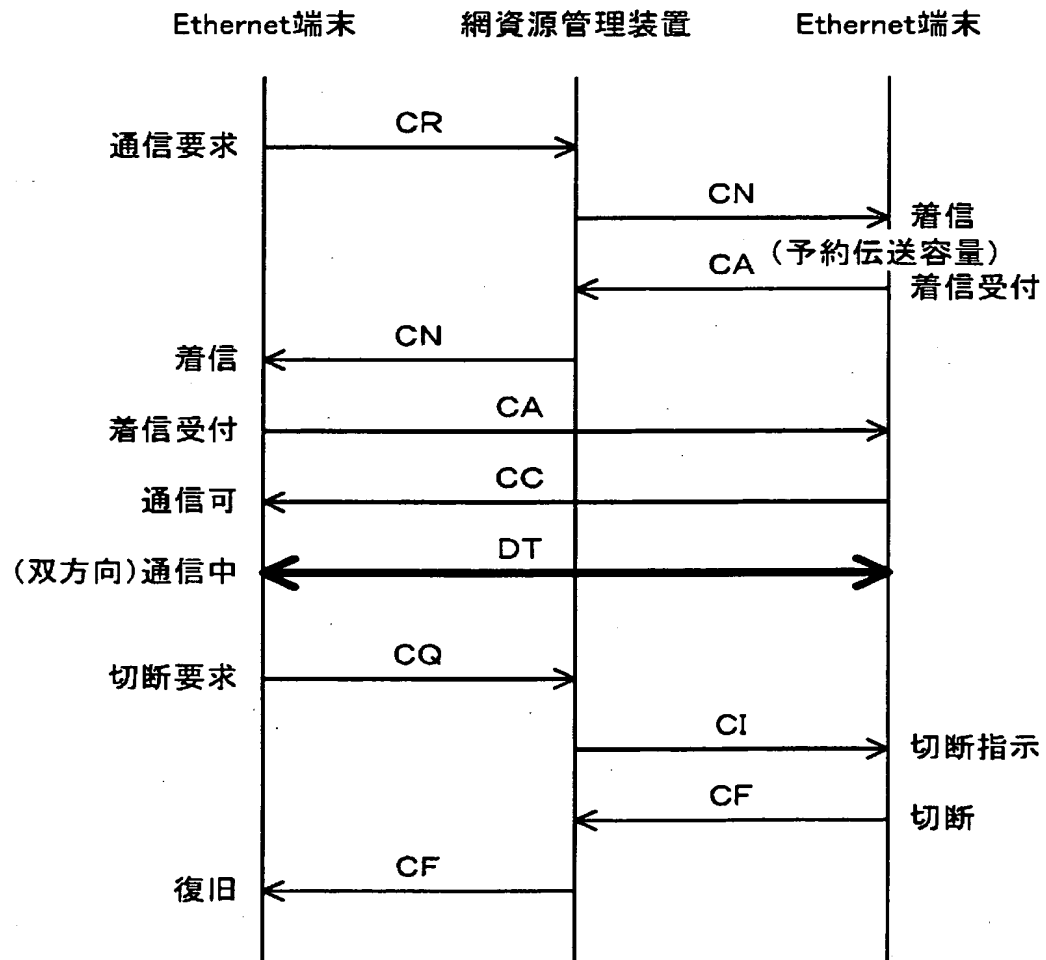 Ethernet端末 網資源管理装置 Ethernet端末
CR
通信要求
CN
着信
(予約伝送容量)
CA
着信受付
CN
着信
CA
着信受付
CC
通信可
DT
(双方向)通信中
CQ
切断要求
CI
切断指示
CF
切断
CF
復旧